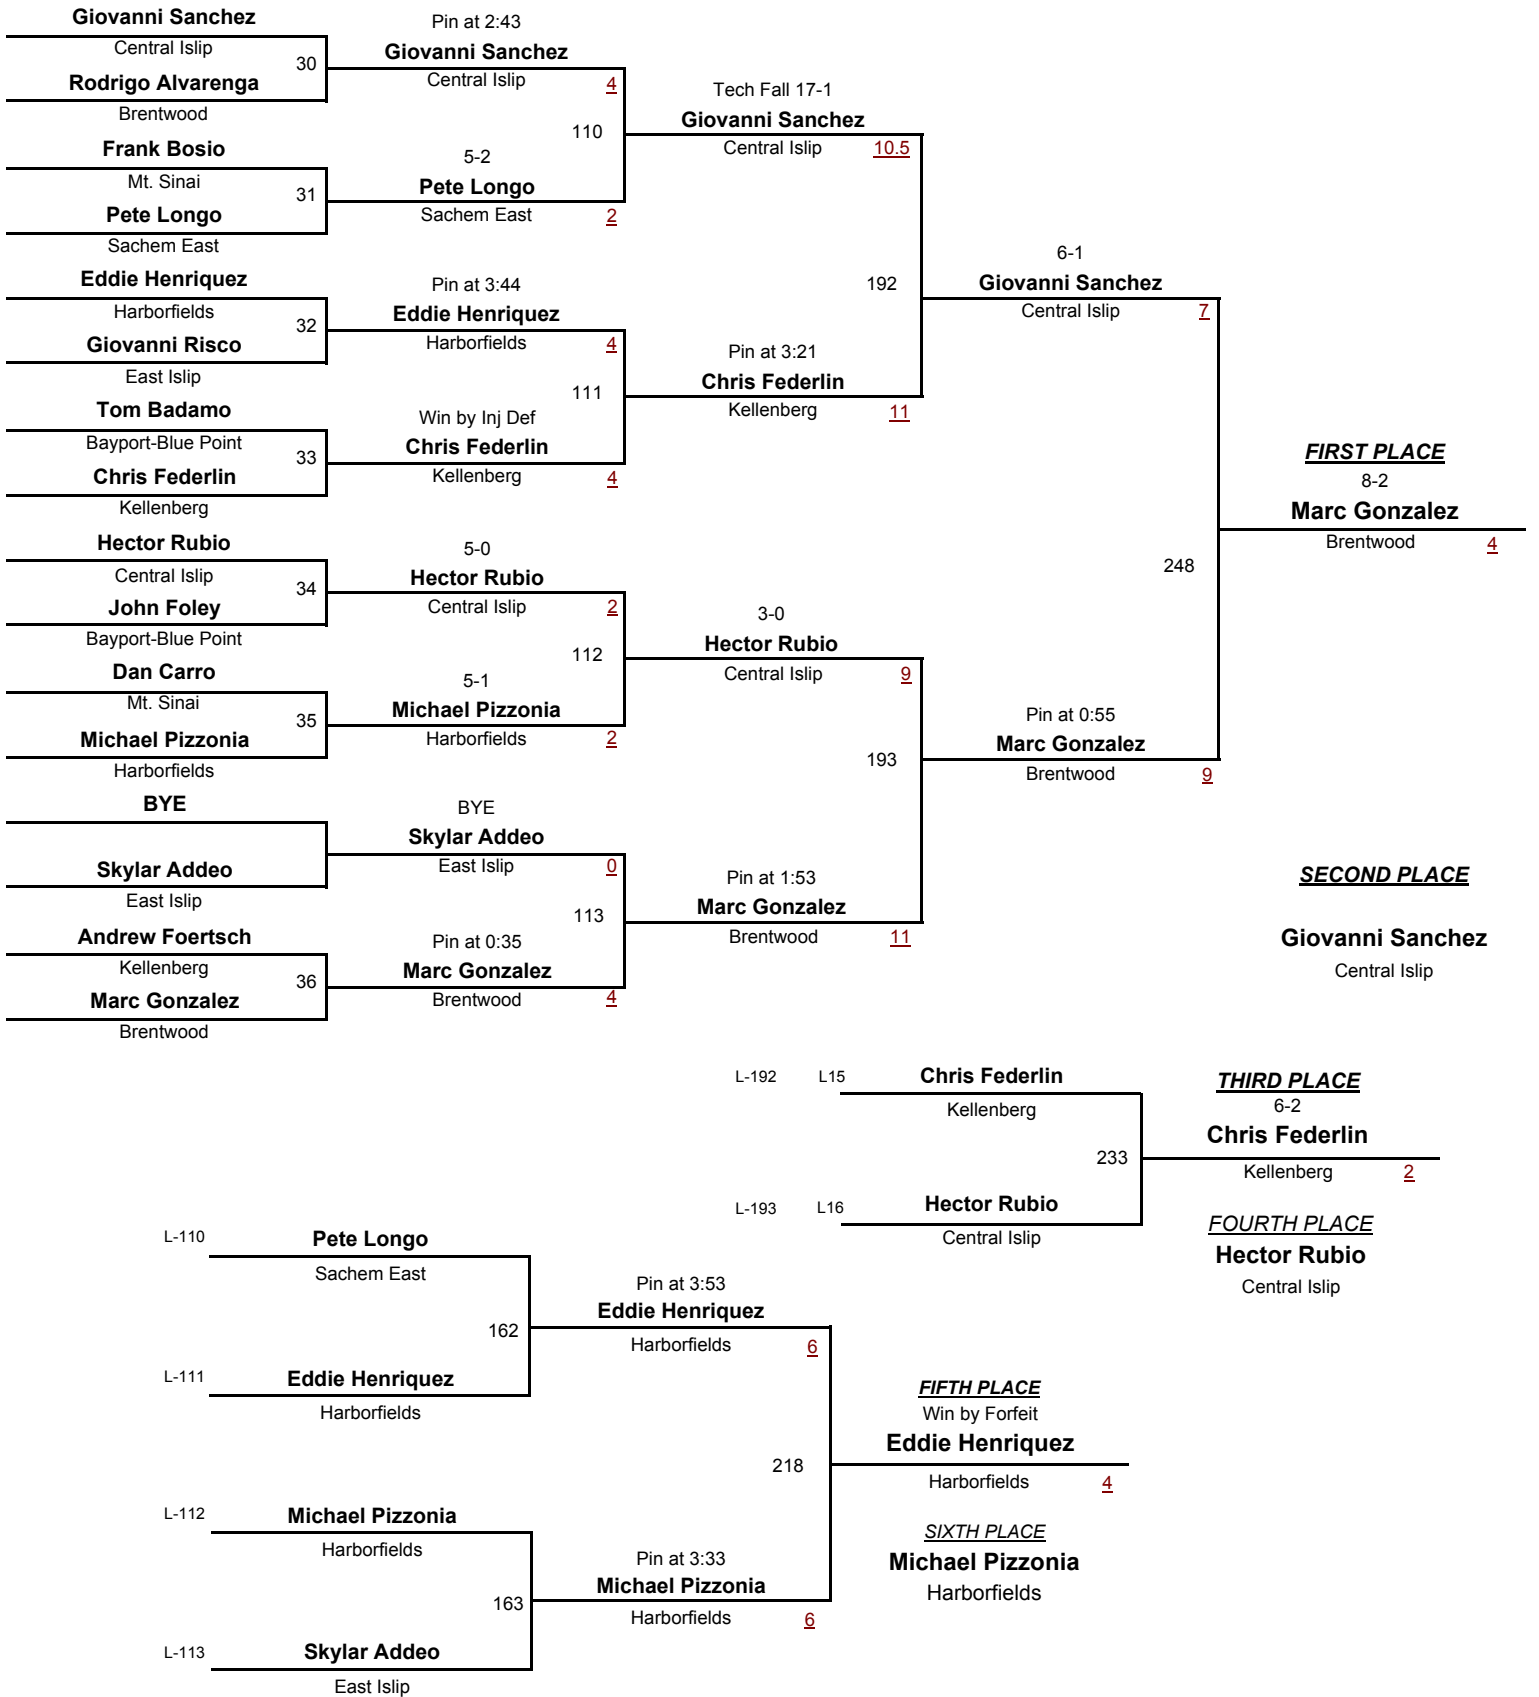 Giovanni Sanchez
Central Islip
30
Rodrigo Alvarenga
Brentwood
Frank Bosio
Mt. Sinai
31
Pete Longo
Sachem East
Eddie Henriquez
Harborfields
32
Giovanni Risco
East Islip
Tom Badamo
Bayport-Blue Point
33
Chris Federlin
Kellenberg
Hector Rubio
Central Islip
34
John Foley
Bayport-Blue Point
Dan Carro
Mt. Sinai
35
Michael Pizzonia
Harborfields
BYE
Skylar Addeo
East Islip
Andrew Foertsch
Kellenberg
36
Marc Gonzalez
Brentwood
Pin at 2:43
Giovanni Sanchez
Central Islip 4
110
5-2
Pete Longo
Sachem East 2
Pin at 3:44
Eddie Henriquez
Harborfields 4
111
Win by Inj Def
Chris Federlin
Kellenberg 4
5-0
Hector Rubio
Central Islip 2
112
5-1
Michael Pizzonia
Harborfields 2
BYE
Skylar Addeo
East Islip 0
113
Pin at 0:35
Marc Gonzalez
Brentwood 4
Tech Fall 17-1
Giovanni Sanchez
Central Islip 10.5
192
Pin at 3:21
Chris Federlin
Kellenberg 11
3-0
Hector Rubio
Central Islip 9
193
Pin at 1:53
Marc Gonzalez
Brentwood 11
6-1
Giovanni Sanchez
Central Islip 7
248
Pin at 0:55
Marc Gonzalez
Brentwood 9
FIRST PLACE
8-2
Marc Gonzalez
Brentwood 4
SECOND PLACE
Giovanni Sanchez
Central Islip
L-192 L15 Chris Federlin
Kellenberg
233
L-193 L16 Hector Rubio
Central Islip
THIRD PLACE
6-2
Chris Federlin
Kellenberg 2
FOURTH PLACE
Hector Rubio
Central Islip
L-110 Pete Longo
Sachem East
162
L-111 Eddie Henriquez
Harborfields
L-112 Michael Pizzonia
Harborfields
163
L-113 Skylar Addeo
East Islip
Pin at 3:53
Eddie Henriquez
Harborfields 6
218
Pin at 3:33
Michael Pizzonia
Harborfields 6
FIFTH PLACE
Win by Forfeit
Eddie Henriquez
Harborfields 4
SIXTH PLACE
Michael Pizzonia
Harborfields